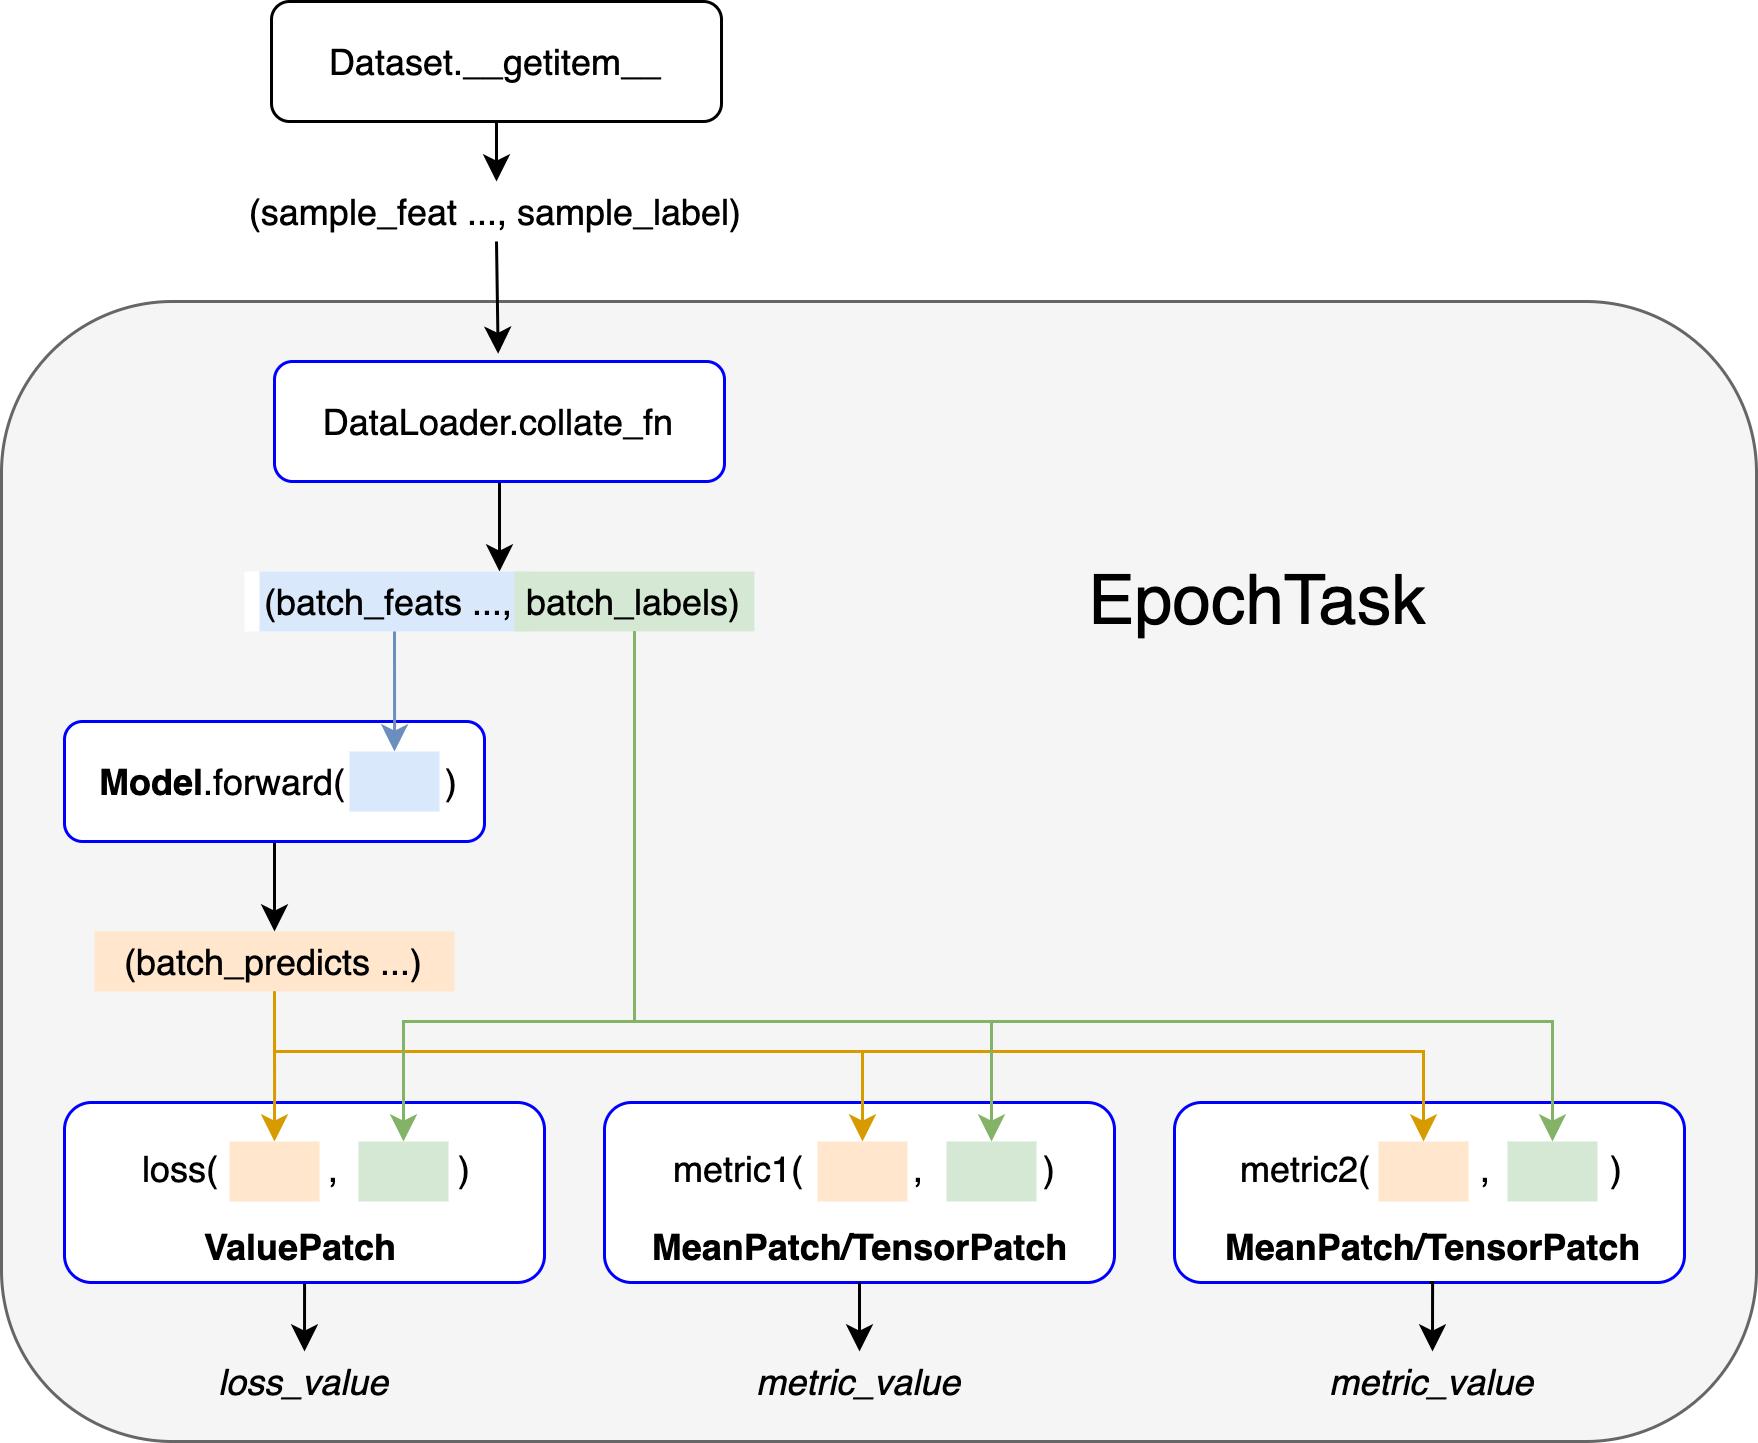 Dataset.__getitem__
(sample_feat ..., sample_label)
DataLoader.collate_fn
(batch_feats ..., batch_labels)
EpochTask
Model.forward( )
(batch_predicts ...)
loss( , )
ValuePatch
metric1( , )
MeanPatch/TensorPatch
metric2( , )
MeanPatch/TensorPatch
loss_value
metric_value
metric_value